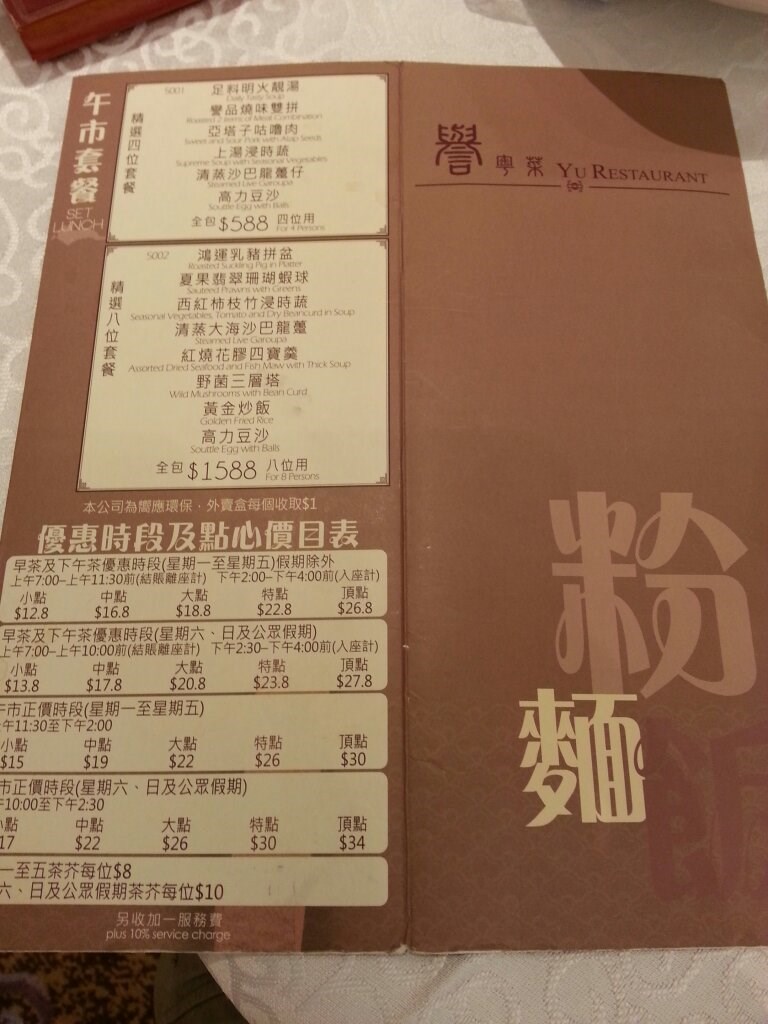 午市套餐
SET LUNCH
精選四位套餐
S001
足料明火靚湯
Daily Tasty Soup
譽品燒味雙拼
Roasted 2 items of Meat Combination
亞塔子咕嚕肉
Sweet and Sour Pork with Atap Seeds
上湯浸時蔬
Supreme Soup with Seasonal Vegetables
清蒸沙巴龍躉仔
Steamed Live Garoupa
高力豆沙
Souttle Egg with Balls
全包 $588 四位用
For 4 Persons
精選八位套餐
S002
鴻運乳豬拼盆
Roasted Suckling Pig in Platter
夏果翡翠珊瑚蝦球
Sauteed Prawns with Greens
西紅柿枝竹浸時蔬
Seasonal Vegetables, Tomato and Dry Beancurd in Soup
清蒸大海沙巴龍躉
Steamed Live Garoupa
紅燒花膠四寶羹
Assorted Dried Seafood and Fish Maw with Thick Soup
野菌三層塔
Wild Mushrooms with Bean Curd
黃金炒飯
Golden Fried Rice
高力豆沙
Souttle Egg with Balls
全包 $1588 八位用
For 8 Persons
本公司為嚮應環保，外賣盒每個收取$1
優惠時段及點心價目表
早茶及下午茶優惠時段(星期一至星期五)假期除外
上午7:00–上午11:30前(結賬離座計) 下午2:00–下午4:00前(入座計)
小點 中點 大點 特點 頂點
$12.8 $16.8 $18.8 $22.8 $26.8
早茶及下午茶優惠時段(星期六、日及公眾假期)
上午7:00–上午10:00前(結賬離座計) 下午2:30–下午4:00前(入座計)
小點 中點 大點 特點 頂點
$13.8 $17.8 $20.8 $23.8 $27.8
午市正價時段(星期一至星期五)
午11:30至下午2:00
小點 中點 大點 特點 頂點
$15 $19 $22 $26 $30
市正價時段(星期六、日及公眾假期)
午10:00至下午2:30
點 中點 大點 特點 頂點
17 $22 $26 $30 $34
一至五茶芥每位$8
六、日及公眾假期茶芥每位$10
另收加一服務費
plus 10% service charge
譽 粵菜 YU RESTAURANT
粉
麵
飯